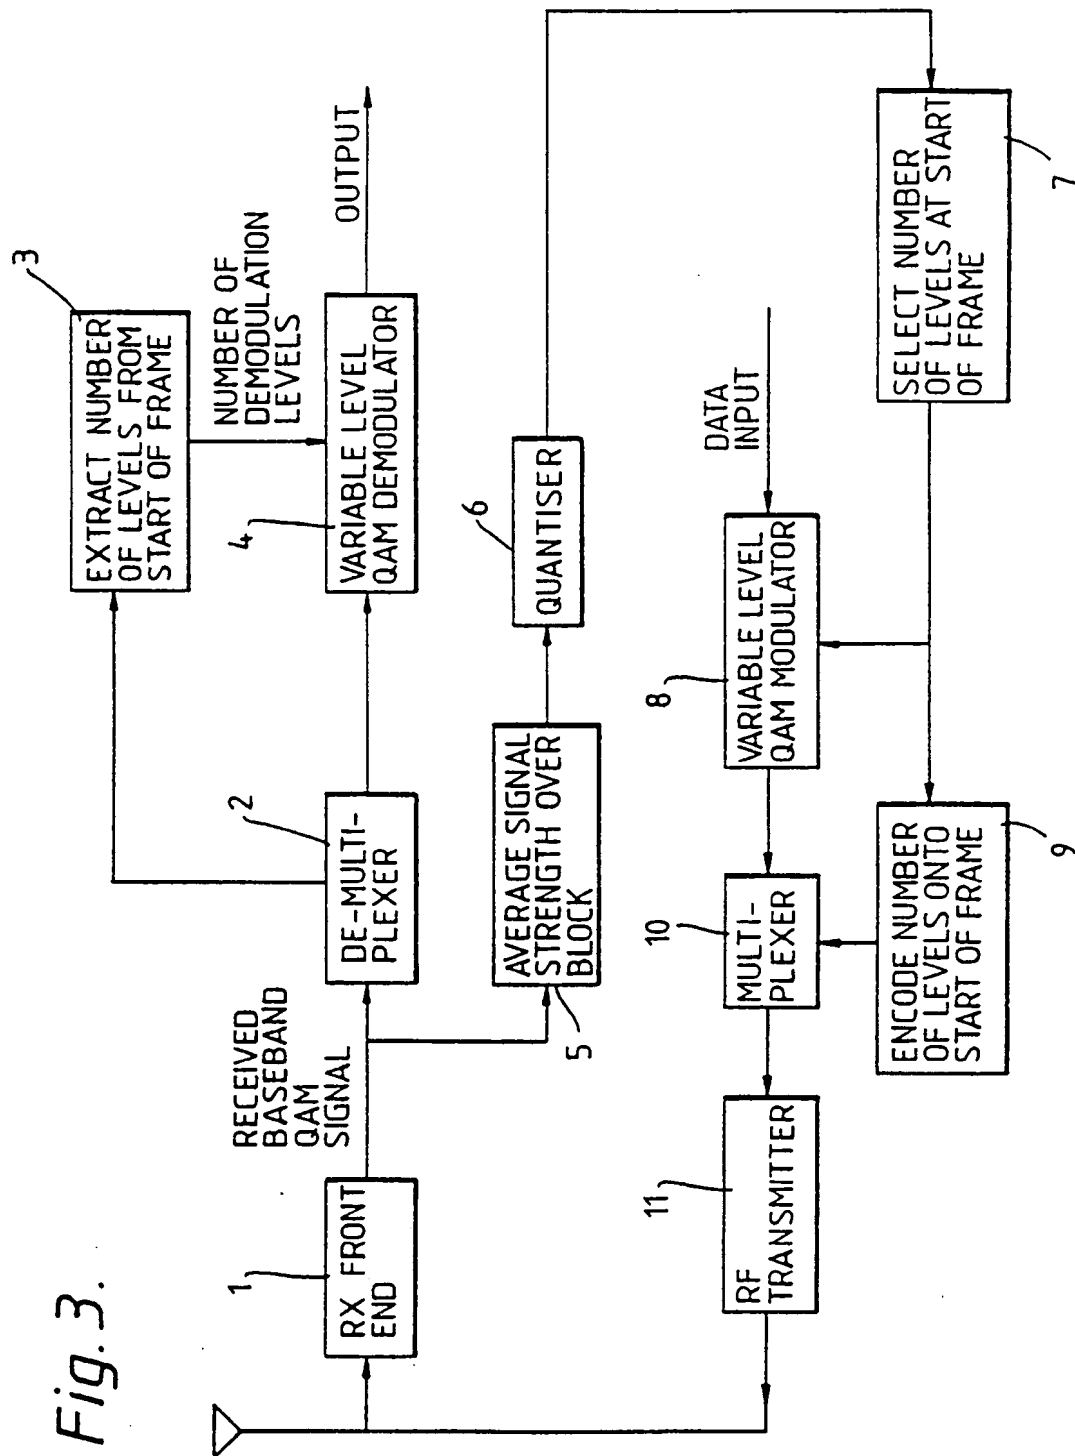 Fig. 3.
1
RX FRONT
END
RECEIVED
BASEBAND
QAM
SIGNAL
2
DE-MULTI-
PLEXER
3
EXTRACT NUMBER
OF LEVELS FROM
START OF FRAME
NUMBER OF
DEMODULATION
LEVELS
4
VARIABLE LEVEL
QAM DEMODULATOR
OUTPUT
5
AVERAGE SIGNAL
STRENGTH OVER
BLOCK
6
QUANTISER
7
SELECT NUMBER
OF LEVELS AT START
OF FRAME
DATA
INPUT
8
VARIABLE LEVEL
QAM MODULATOR
9
ENCODE NUMBER
OF LEVELS ONTO
START OF FRAME
10
MULTI-
PLEXER
11
RF
TRANSMITTER